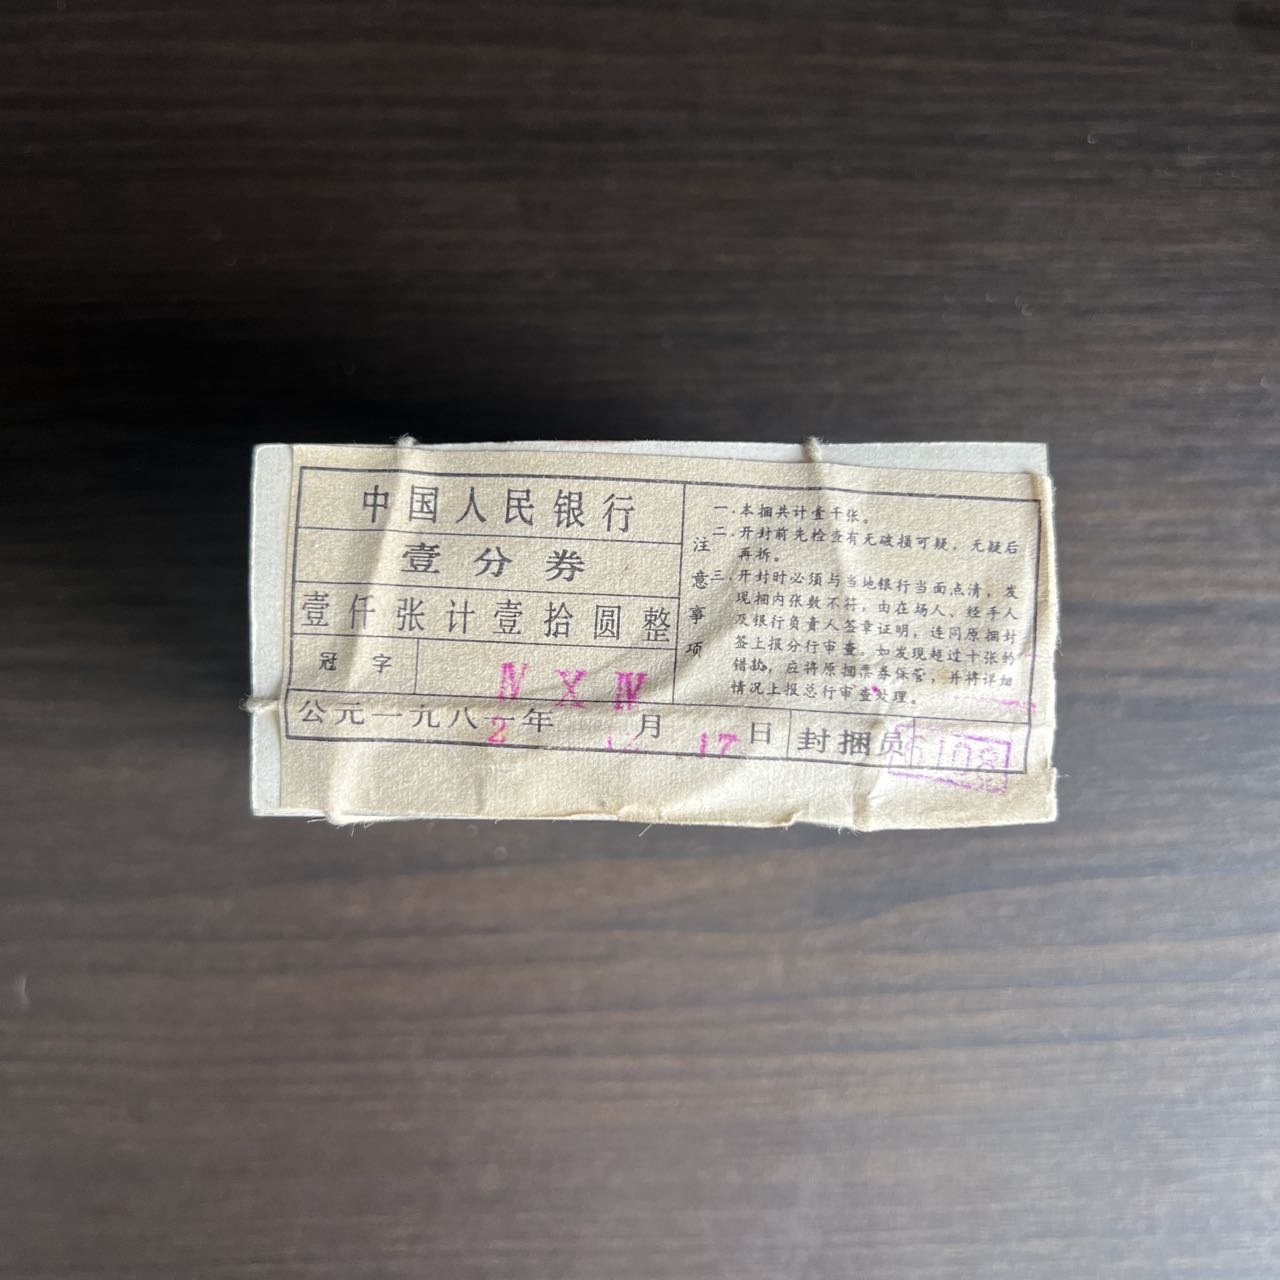 中国人民银行
壹分券
壹仟张计壹拾圆整
冠字 IV X IV
公元一九八一年 2 月 17 日 封捆员 0108
注意事项
一.本捆共计壹千张。
二.开封前先检查有无破损可疑，无疑后
再拆。
三.开封时必须与当地银行当面点清，发
现捆内张数不符，由在场人、经手人
及银行负责人签章证明，连同原捆封
签上报分行审查。如发现超过十张的
错款，应将原捆票券保管，并将详细
情况上报总行审查处理。